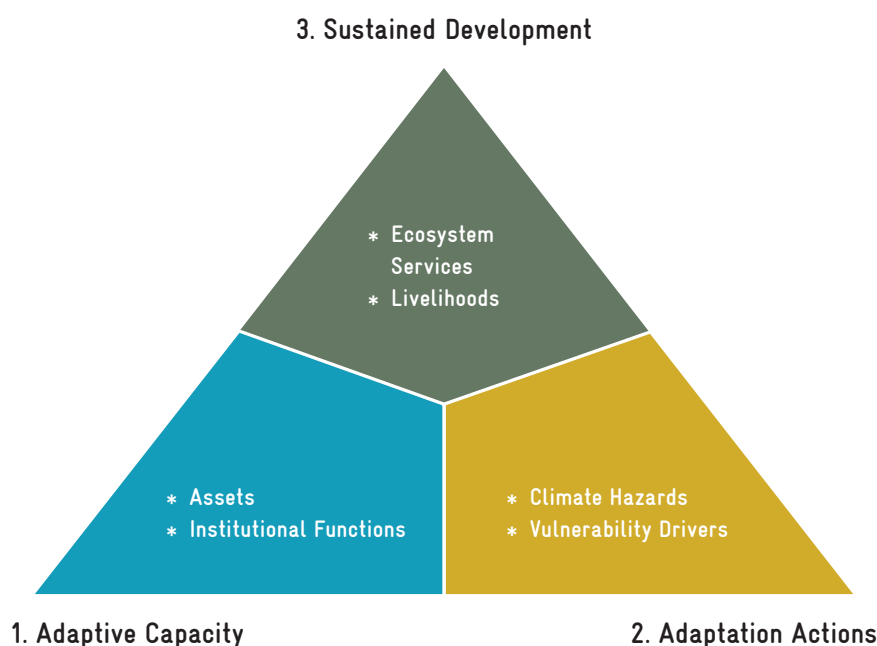 3. Sustained Development
* Ecosystem
Services
* Livelihoods
* Assets
* Institutional Functions
* Climate Hazards
* Vulnerability Drivers
1. Adaptive Capacity
2. Adaptation Actions